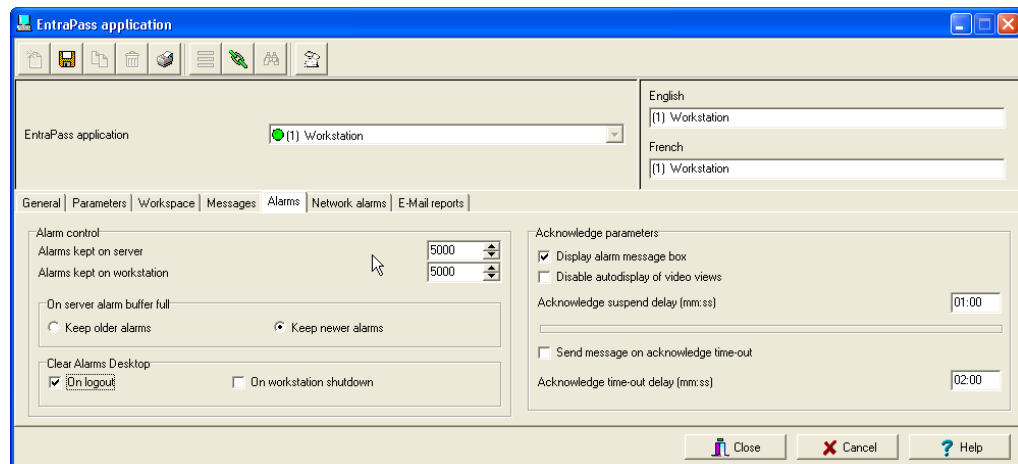 EntraPass application
English
(1) Workstation
EntraPass application
(1) Workstation
French
(1) Workstation
General Parameters Workspace Messages Alarms Network alarms E-Mail reports
Alarm control
Alarms kept on server 5000
Alarms kept on workstation 5000
On server alarm buffer full
Keep older alarms Keep newer alarms
Clear Alarms Desktop
On logout On workstation shutdown
Acknowledge parameters
Display alarm message box
Disable autodisplay of video views
Acknowledge suspend delay (mm:ss) 01:00
Send message on acknowledge time-out
Acknowledge time-out delay (mm:ss) 02:00
Close Cancel Help